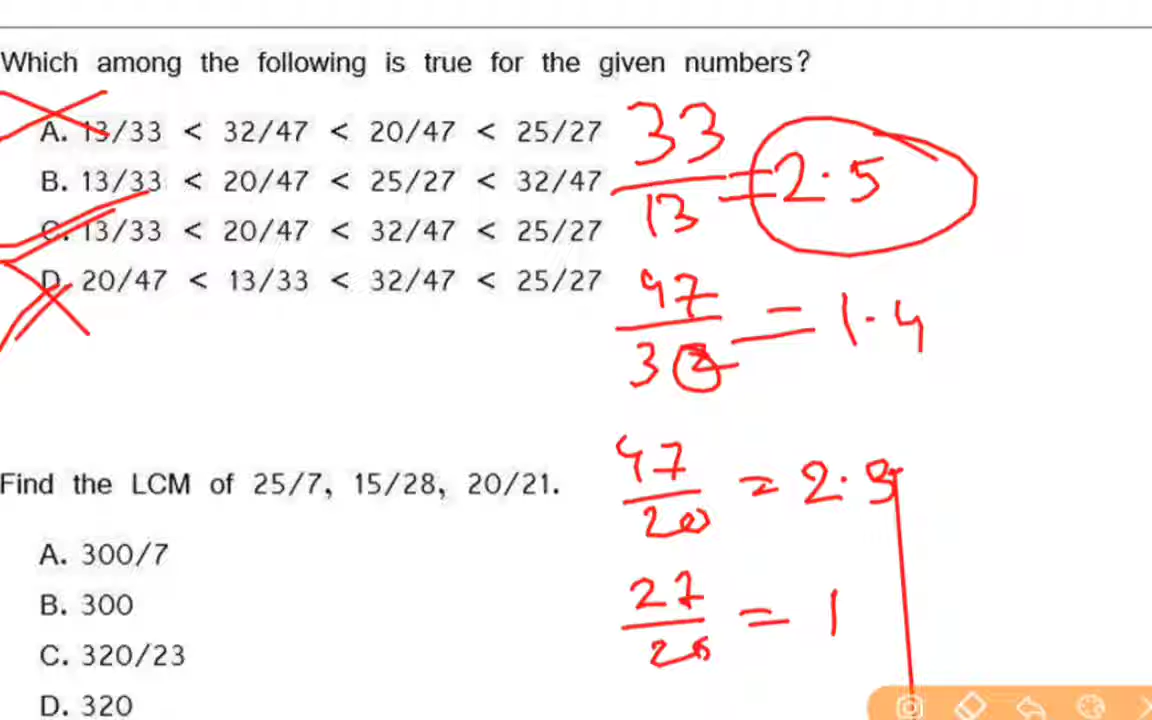 Which among the following is true for the given numbers?
A. 13/33 < 32/47 < 20/47 < 25/27
B. 13/33 < 20/47 < 25/27 < 32/47
C. 13/33 < 20/47 < 32/47 < 25/27
D. 20/47 < 13/33 < 32/47 < 25/27
33/13 = 2.5
47/32 = 1.4
47/20 = 2.3
27/25 = 1
Find the LCM of 25/7, 15/28, 20/21.
A. 300/7
B. 300
C. 320/23
D. 320